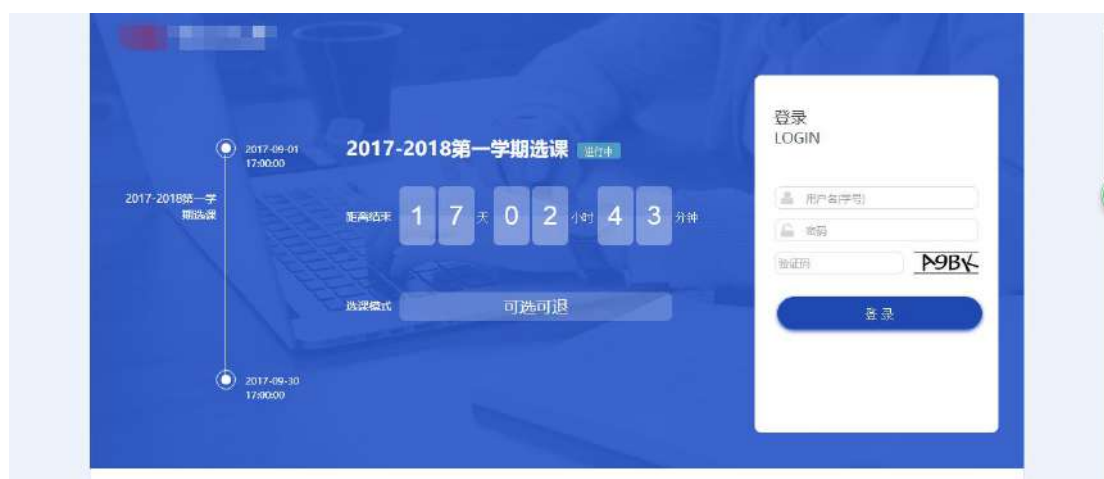 2017-09-01
17:00:00
2017-2018第一学
期选课
2017-09-30
17:00:00
2017-2018第一学期选课 进行中
距离结束 1 7 天 0 2 小时 4 3 分钟
选课模式 可选可退
登录
LOGIN
用户名(学号)
密码
验证码 A9BK
登 录